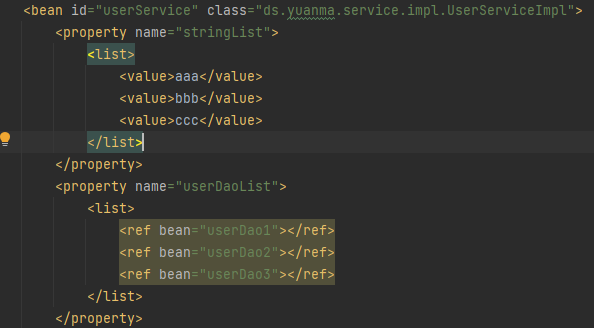 <bean id="userService" class="ds.yuanma.service.impl.UserServiceImpl">
<property name="stringList">
<list>
<value>aaa</value>
<value>bbb</value>
<value>ccc</value>
</list>
</property>
<property name="userDaoList">
<list>
<ref bean="userDao1"></ref>
<ref bean="userDao2"></ref>
<ref bean="userDao3"></ref>
</list>
</property>